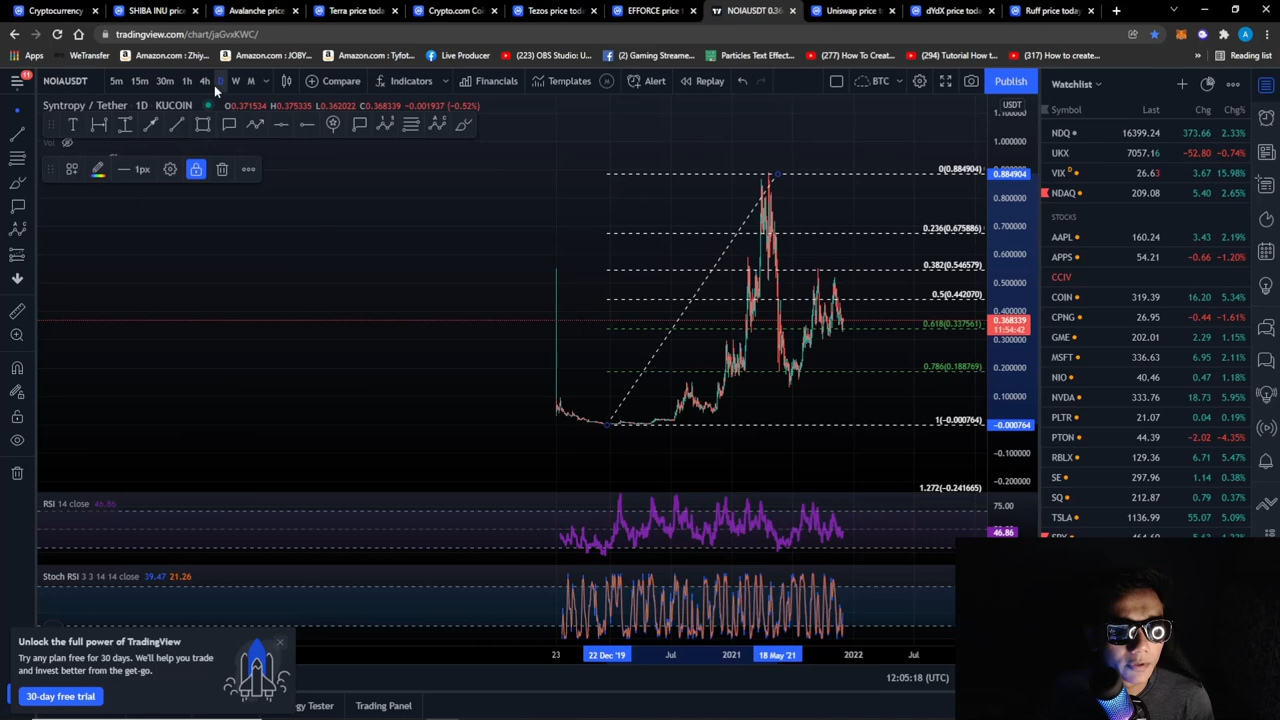 Cryptocurrency
SHIBA INU price
Avalanche price
Terra price today
Crypto.com Coin
Tezos price today
EFFORCE price t
NOIAUSDT 0.36
Uniswap price t
dYdX price today
Ruff price today
tradingview.com/chart/jaGvxKWC/
Apps
WeTransfer
Amazon.com : Zhiy...
Amazon.com : JOBY...
Amazon.com : Tyfot...
Live Producer
(223) OBS Studio: U...
(2) Gaming Streame...
Particles Text Effect...
(277) How To Creat...
(294) Tutorial How t...
(317) How to create...
Reading list
11
NOIAUSDT
5m
15m
30m
1h
4h
D
W
M
Compare
Indicators
Financials
Templates
Alert
Replay
BTC
Publish
Watchlist
Syntropy / Tether 1D KUCOIN
O0.371534 H0.375335 L0.362022 C0.368339 -0.001937 (-0.52%)
USDT
Symbol Last Chg Chg%
Vol
1px
NDQ 16399.24 373.66 2.33%
UKX 7057.16 -52.80 -0.74%
VIX D 26.63 3.67 15.98%
NDAQ 209.08 5.40 2.65%
STOCKS
AAPL 160.24 3.43 2.19%
APPS 54.21 -0.66 -1.20%
CCIV
COIN 319.39 16.20 5.34%
CPNG 26.95 -0.44 -1.61%
GME 202.01 2.29 1.15%
MSFT 336.63 6.95 2.11%
NIO 40.46 0.47 1.18%
NVDA 333.76 18.73 5.95%
PLTR 21.07 0.04 0.19%
PTON 44.39 -2.02 -4.35%
RBLX 129.36 6.71 5.47%
SE 297.96 1.14 0.38%
SQ 212.87 0.79 0.37%
TSLA 1136.99 55.07 5.09%
0(0.884904)
0.236(0.675886)
0.382(0.546579)
0.5(0.442070)
0.618(0.337561)
0.786(0.188769)
1(-0.000764)
1.272(-0.241665)
1.000000
0.884904
0.800000
0.700000
0.600000
0.500000
0.400000
0.368339
11:54:42
0.300000
0.200000
0.100000
-0.000764
-0.100000
-0.200000
RSI 14 close 46.86
75.00
46.86
Stoch RSI 3 3 14 14 close 39.47 21.26
23
22 Dec '19
Jul
2021
18 May '21
2022
Jul
12:05:18 (UTC)
Unlock the full power of TradingView
Try any plan free for 30 days. We'll help you trade
and invest better from the get-go.
30-day free trial
Tester
Trading Panel